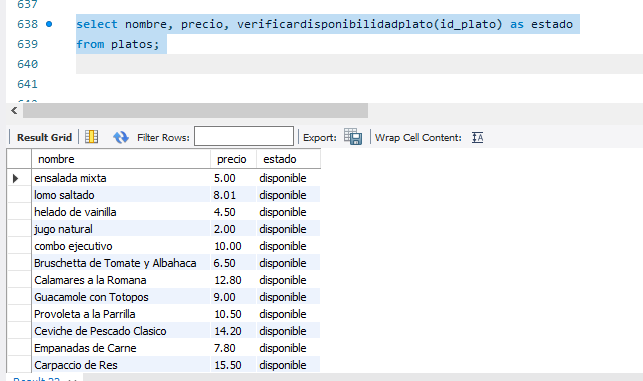 637
638 select nombre, precio, verificardisponibilidadplato(id_plato) as estado
639 from platos;
640
641
Result Grid Filter Rows: Export: Wrap Cell Content:
nombre precio estado
ensalada mixta 5.00 disponible
lomo saltado 8.01 disponible
helado de vainilla 4.50 disponible
jugo natural 2.00 disponible
combo ejecutivo 10.00 disponible
Bruschetta de Tomate y Albahaca 6.50 disponible
Calamares a la Romana 12.80 disponible
Guacamole con Totopos 9.00 disponible
Provoleta a la Parrilla 10.50 disponible
Ceviche de Pescado Clasico 14.20 disponible
Empanadas de Carne 7.80 disponible
Carpaccio de Res 15.50 disponible